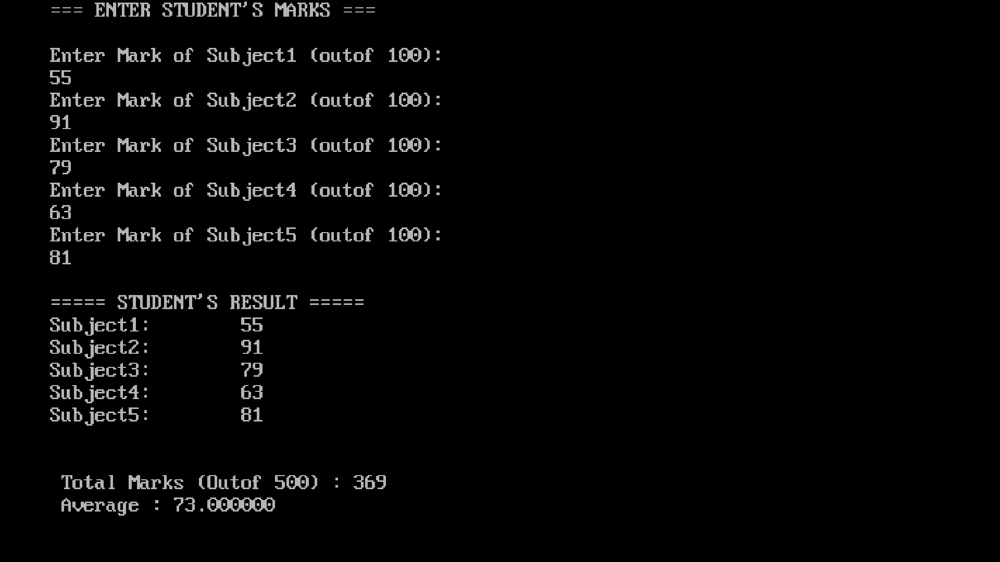 === ENTER STUDENT'S MARKS ===
Enter Mark of Subject1 (outof 100):
55
Enter Mark of Subject2 (outof 100):
91
Enter Mark of Subject3 (outof 100):
79
Enter Mark of Subject4 (outof 100):
63
Enter Mark of Subject5 (outof 100):
81
===== STUDENT'S RESULT =====
Subject1: 55
Subject2: 91
Subject3: 79
Subject4: 63
Subject5: 81
Total Marks (Outof 500) : 369
Average : 73.000000